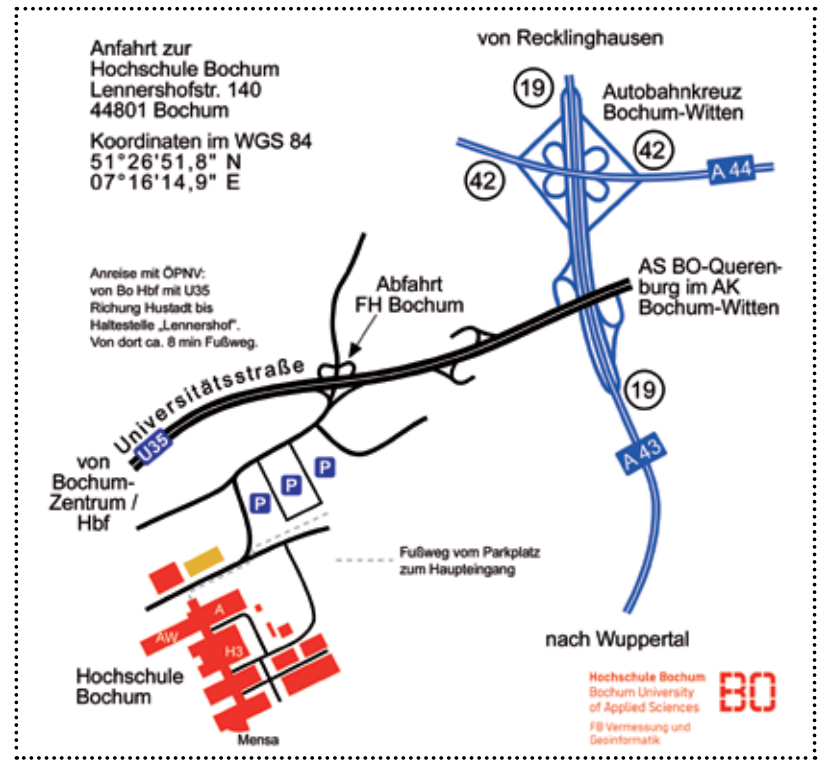 Anfahrt zur
Hochschule Bochum
Lennershofstr. 140
44801 Bochum
Koordinaten im WGS 84
51°26'51,8" N
07°16'14,9" E
von Recklinghausen
19
Autobahnkreuz
Bochum-Witten
42
42
A 44
Anreise mit ÖPNV:
von Bo Hbf mit U35
Richung Hustadt bis
Haltestelle „Lennershof".
Von dort ca. 8 min Fußweg.
Abfahrt
FH Bochum
AS BO-Queren-
burg im AK
Bochum-Witten
Universitätsstraße
U35
19
A 43
von
Bochum-
Zentrum /
Hbf
P
P
P
Fußweg vom Parkplatz
zum Haupteingang
A
AW
H3
Hochschule
Bochum
Mensa
nach Wuppertal
Hochschule Bochum
Bochum University
of Applied Sciences
BO
FB Vermessung und
Geoinformatik